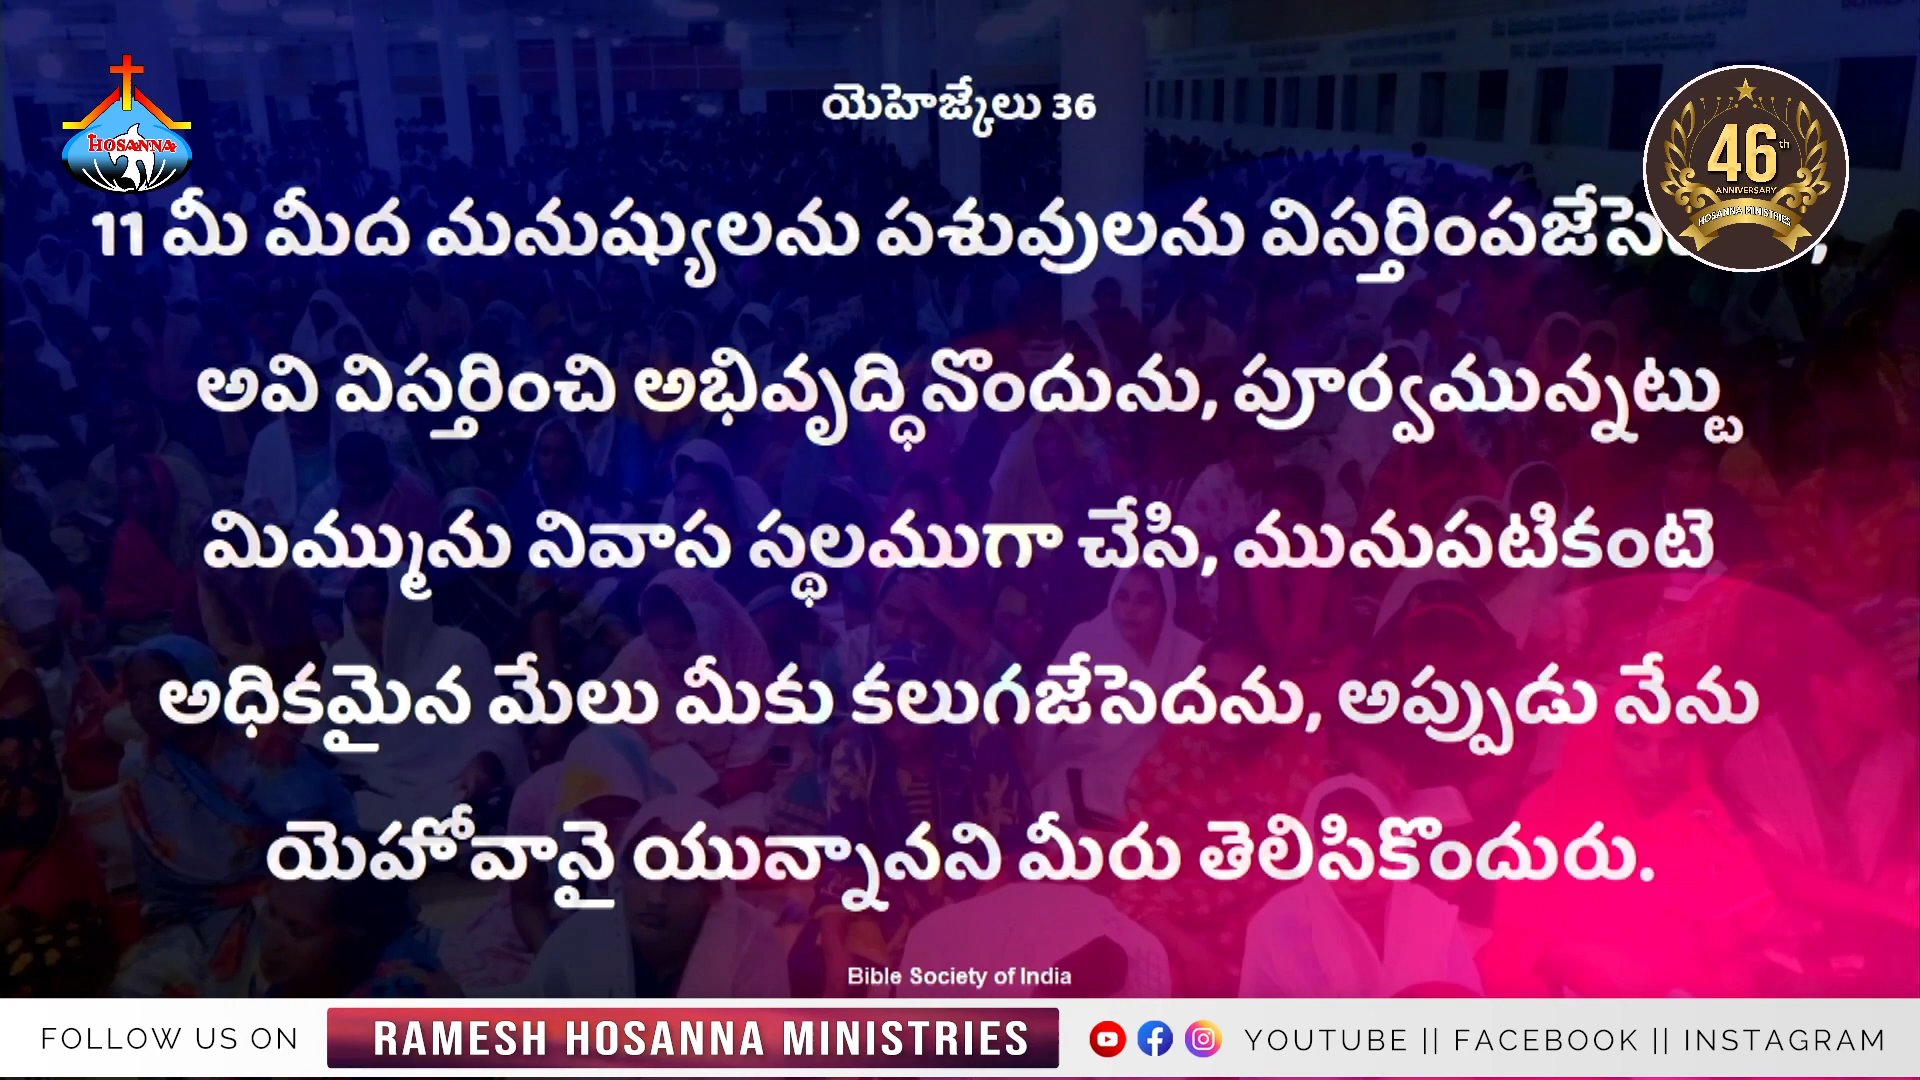 యెహెజ్కేలు 36
HOSANNA
46th
ANNIVERSARY
HOSANNA MINISTRIES
11 మీ మీద మనుష్యులను పశువులను విస్తరింపజేసె
అవి విస్తరించి అభివృద్ధినొందును, పూర్వమున్నట్టు
మిమ్మును నివాస స్థలముగా చేసి, మునుపటికంటె
అధికమైన మేలు మీకు కలుగజేసెదను, అప్పుడు నేను
యెహోవానై యున్నానని మీరు తెలిసికొందురు.
Bible Society of India
FOLLOW US ON RAMESH HOSANNA MINISTRIES YOUTUBE || FACEBOOK || INSTAGRAM